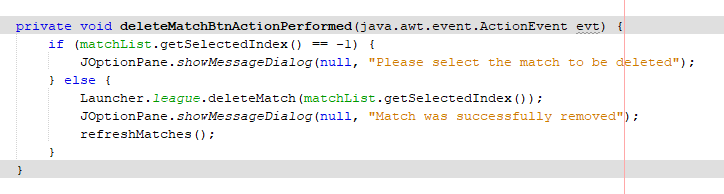 private void deleteMatchBtnActionPerformed(java.awt.event.ActionEvent evt) {
    if (matchList.getSelectedIndex() == -1) {
        JOptionPane.showMessageDialog(null, "Please select the match to be deleted");
    } else {
        Launcher.league.deleteMatch(matchList.getSelectedIndex());
        JOptionPane.showMessageDialog(null, "Match was successfully removed");
        refreshMatches();
    }
}